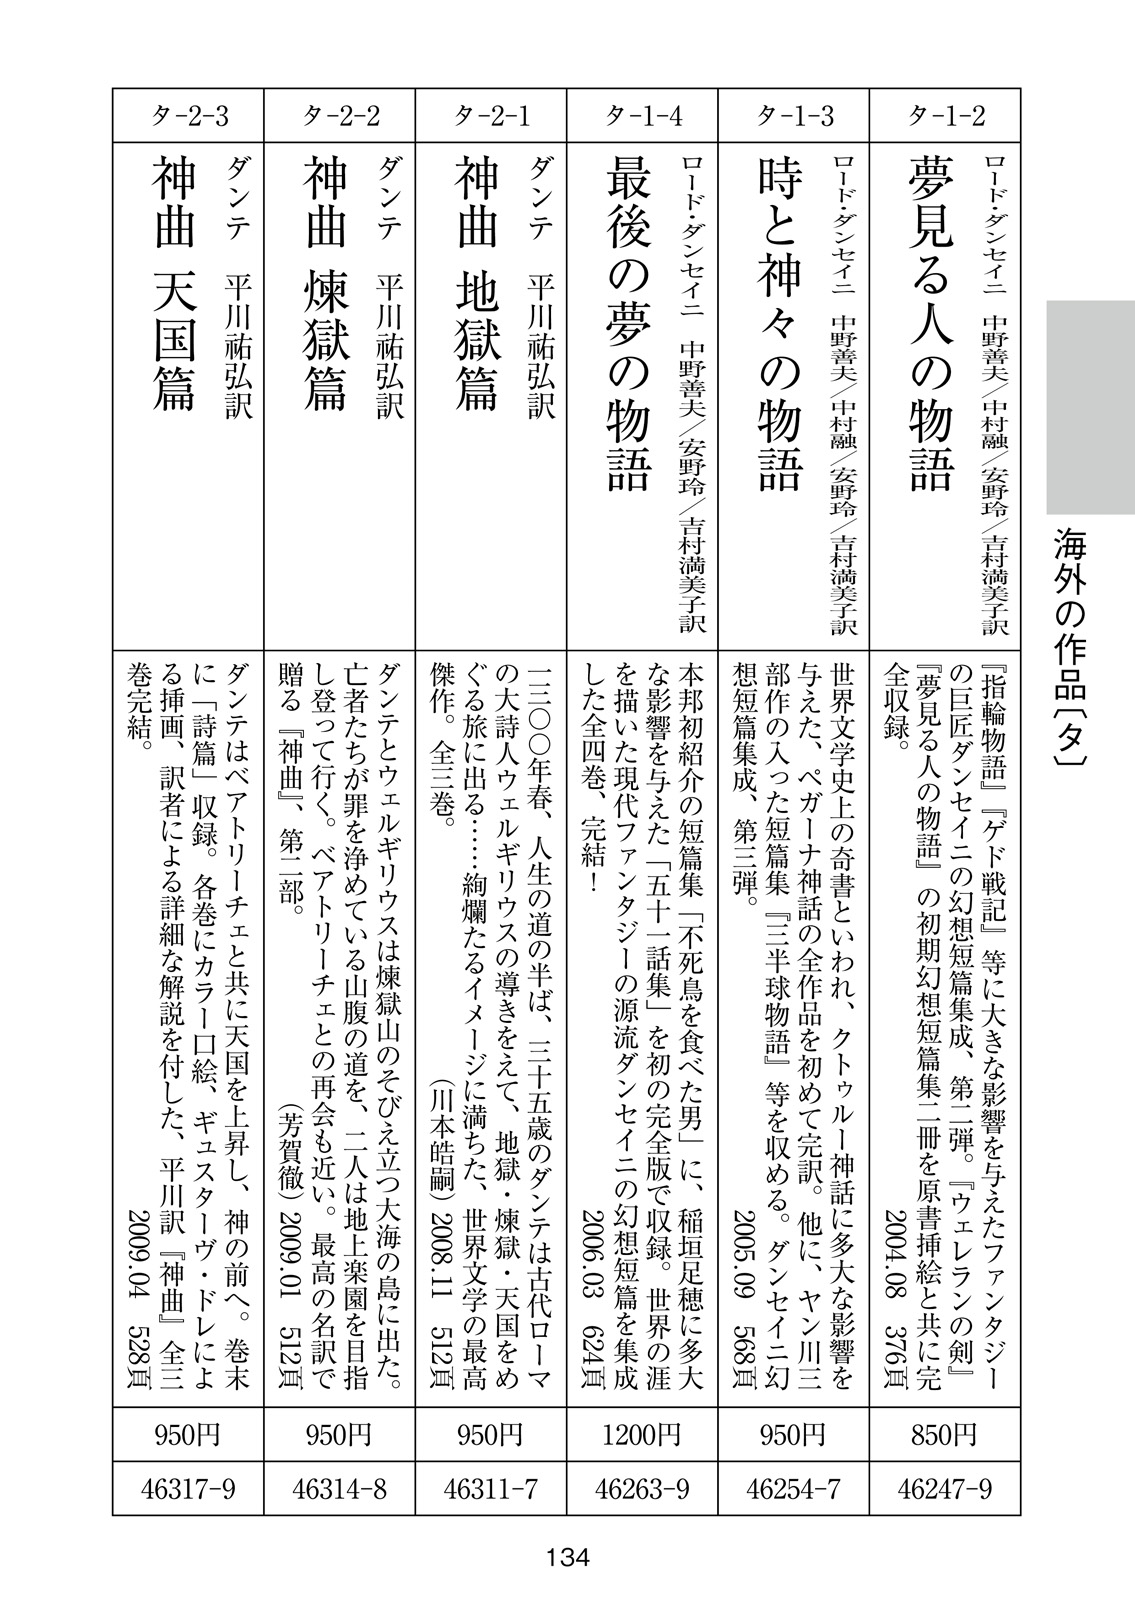 海外の作品〔タ〕
タ-1-2
ロード・ダンセイニ　中野善夫／中村融／安野玲／吉村満美子訳
夢見る人の物語
『指輪物語』『ゲド戦記』等に大きな影響を与えたファンタジー
の巨匠ダンセイニの幻想短篇集成、第二弾。『ウェレランの剣』
『夢見る人の物語』の初期幻想短篇集二冊を原書挿絵と共に完
全収録。　2004.08　376頁
850円
46247-9
タ-1-3
ロード・ダンセイニ　中野善夫／中村融／安野玲／吉村満美子訳
時と神々の物語
世界文学史上の奇書といわれ、クトゥルー神話に多大な影響を
与えた、ペガーナ神話の全作品を初めて完訳。他に、ヤン川三
部作の入った短篇集『三半球物語』等を収める。ダンセイニ幻
想短篇集成、第三弾。　2005.09　568頁
950円
46254-7
タ-1-4
ロード・ダンセイニ　中野善夫／安野玲／吉村満美子訳
最後の夢の物語
本邦初紹介の短篇集「不死鳥を食べた男」に、稲垣足穂に多大
な影響を与えた「五十一話集」を初の完全版で収録。世界の涯
を描いた現代ファンタジーの源流ダンセイニの幻想短篇を集成
した全四巻、完結！　2006.03　624頁
1200円
46263-9
タ-2-1
ダンテ　平川祐弘訳
神曲 地獄篇
一三〇〇年春、人生の道の半ば、三十五歳のダンテは古代ローマ
の大詩人ウェルギリウスの導きをえて、地獄・煉獄・天国をめ
ぐる旅に出る……絢爛たるイメージに満ちた、世界文学の最高
傑作。全三巻。　（川本皓嗣）2008.11　512頁
950円
46311-7
タ-2-2
ダンテ　平川祐弘訳
神曲 煉獄篇
ダンテとウェルギリウスは煉獄山のそびえ立つ大海の島に出た。
亡者たちが罪を浄めている山腹の道を、二人は地上楽園を目指
し登って行く。ベアトリーチェとの再会も近い。最高の名訳で
贈る『神曲』、第二部。　（芳賀徹）2009.01　512頁
950円
46314-8
タ-2-3
ダンテ　平川祐弘訳
神曲 天国篇
ダンテはベアトリーチェと共に天国を上昇し、神の前へ。巻末
に「詩篇」収録。各巻にカラー口絵、ギュスターヴ・ドレによ
る挿画、訳者による詳細な解説を付した、平川訳『神曲』全三
巻完結。　2009.04　528頁
950円
46317-9
134